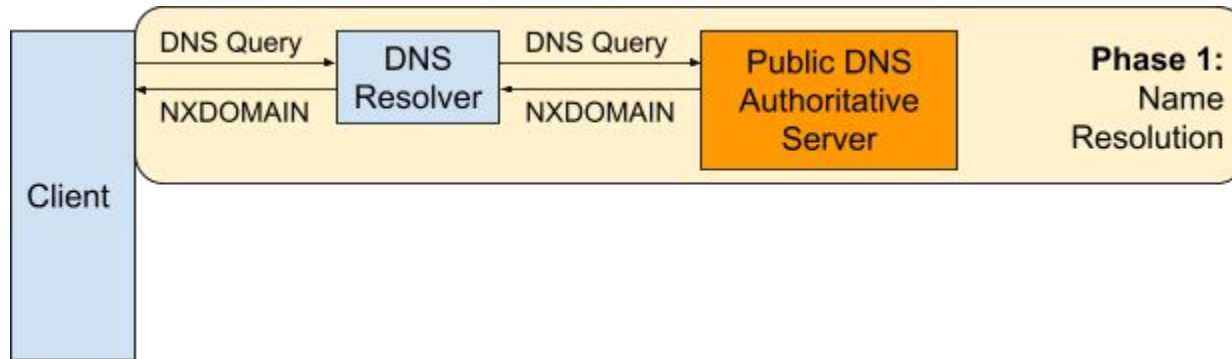 DNS Query
DNS
Resolver
DNS Query
Public DNS
Authoritative
Server
Phase 1:
Name
Resolution
NXDOMAIN
NXDOMAIN
Client